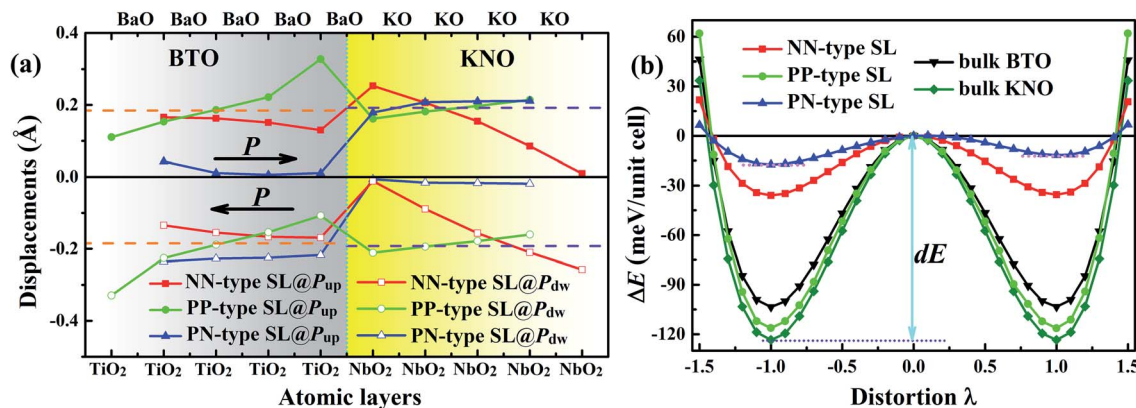 BaO BaO BaO BaO BaO KO KO KO KO
(a)
BTO
KNO
Displacements (Å)
0.4
0.2
0.0
-0.2
-0.4
P
P
NN-type SL@Pup
PP-type SL@Pup
PN-type SL@Pup
NN-type SL@Pdw
PP-type SL@Pdw
PN-type SL@Pdw
TiO2 TiO2 TiO2 TiO2 TiO2 NbO2 NbO2 NbO2 NbO2 NbO2
Atomic layers
(b)
ΔE (meV/unit cell)
60
30
0
-30
-60
-90
-120
NN-type SL
PP-type SL
PN-type SL
bulk BTO
bulk KNO
dE
-1.5 -1.0 -0.5 0.0 0.5 1.0 1.5
Distortion λ